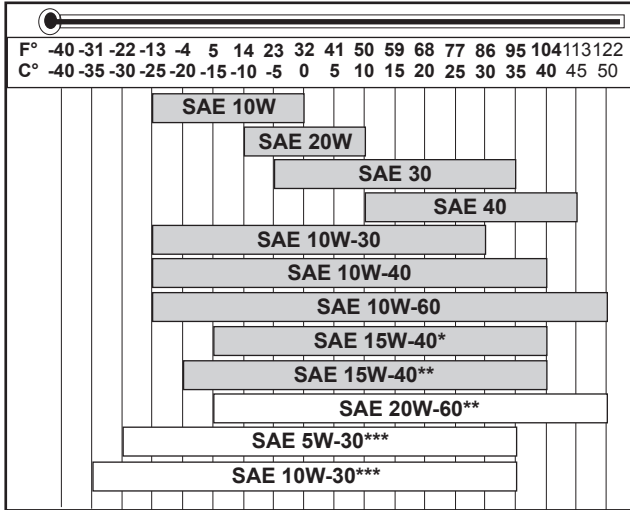 F° -40 -31 -22 -13 -4 5 14 23 32 41 50 59 68 77 86 95 104 113 122
C° -40 -35 -30 -25 -20 -15 -10 -5 0 5 10 15 20 25 30 35 40 45 50
SAE 10W
SAE 20W
SAE 30
SAE 40
SAE 10W-30
SAE 10W-40
SAE 10W-60
SAE 15W-40*
SAE 15W-40**
SAE 20W-60**
SAE 5W-30***
SAE 10W-30***